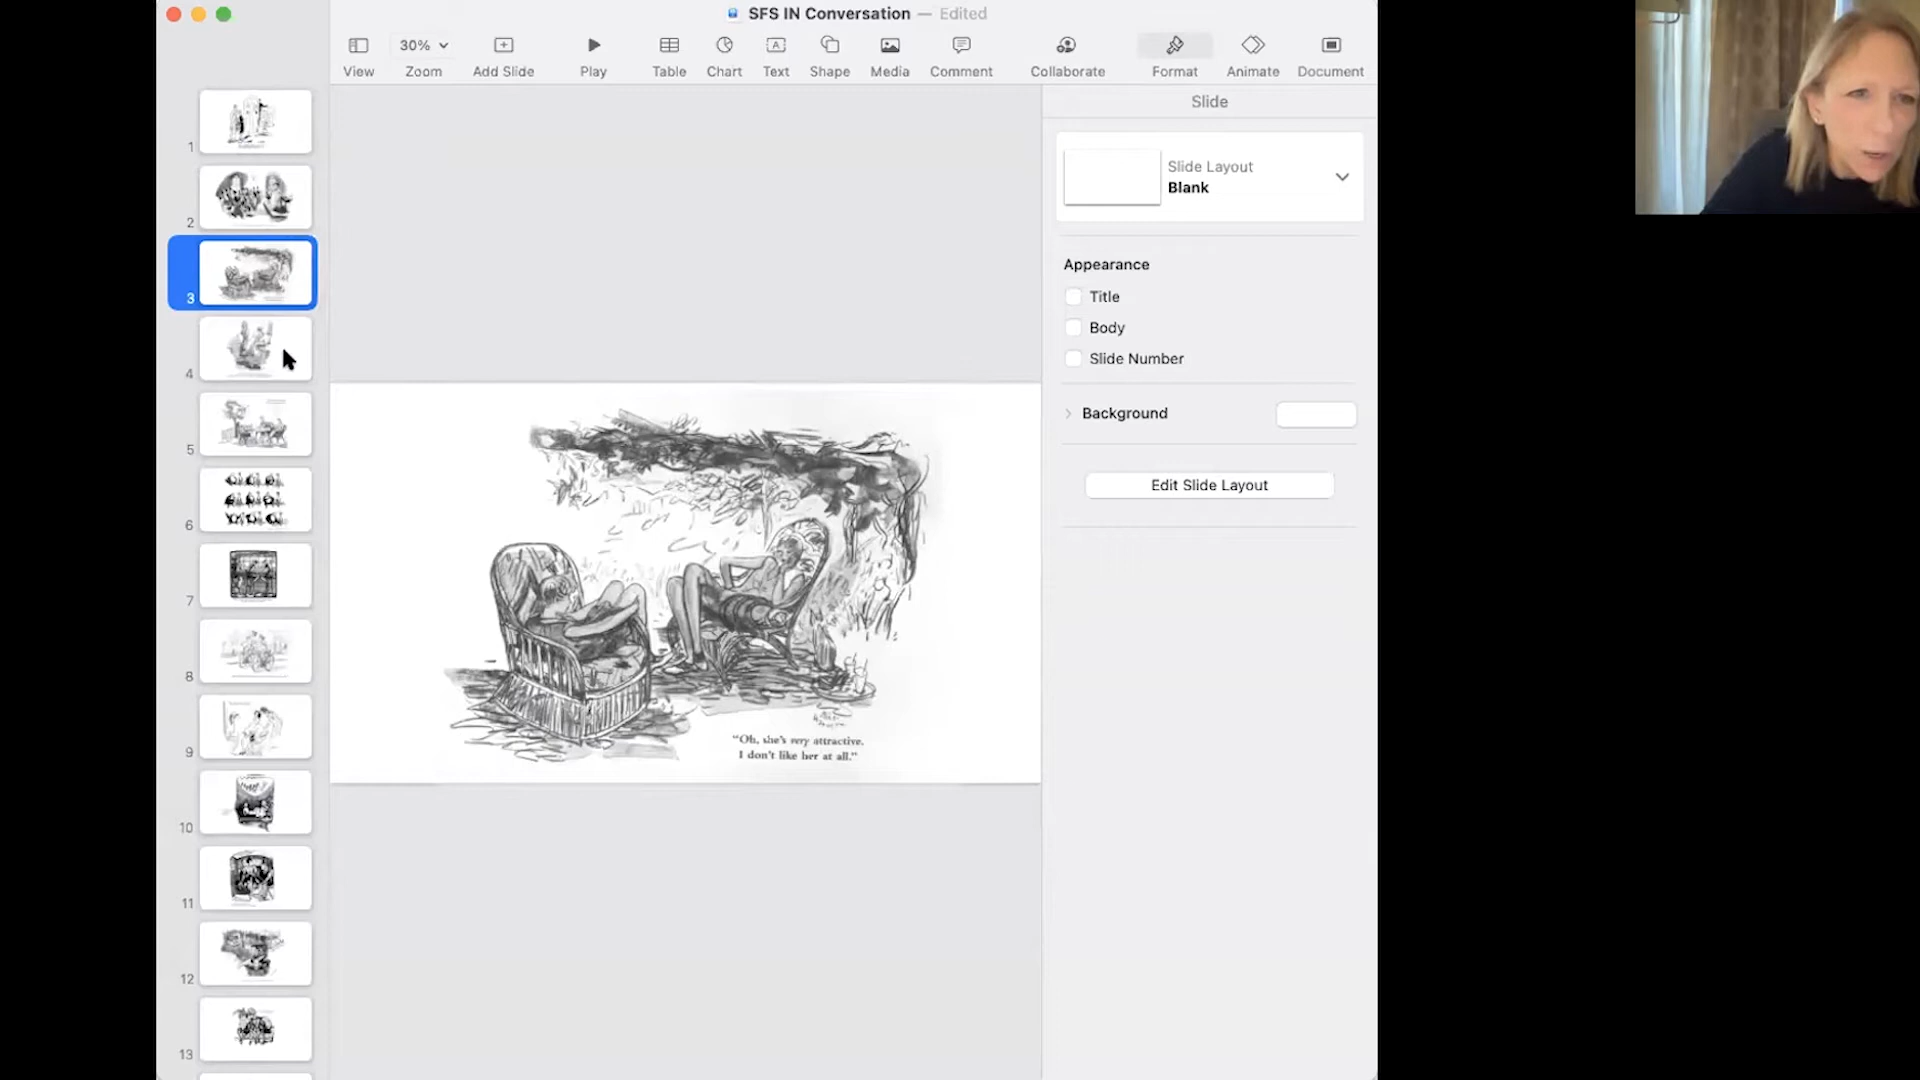 SFS IN Conversation — Edited
30%
View
Zoom
Add Slide
Play
Table
Chart
Text
Shape
Media
Comment
Collaborate
Format
Animate
Document
Slide
Slide Layout
Blank
Appearance
Title
Body
Slide Number
Background
Edit Slide Layout
1
2
3
4
5
6
7
8
9
10
11
12
13
"Oh, she's very attractive.
I don't like her at all."